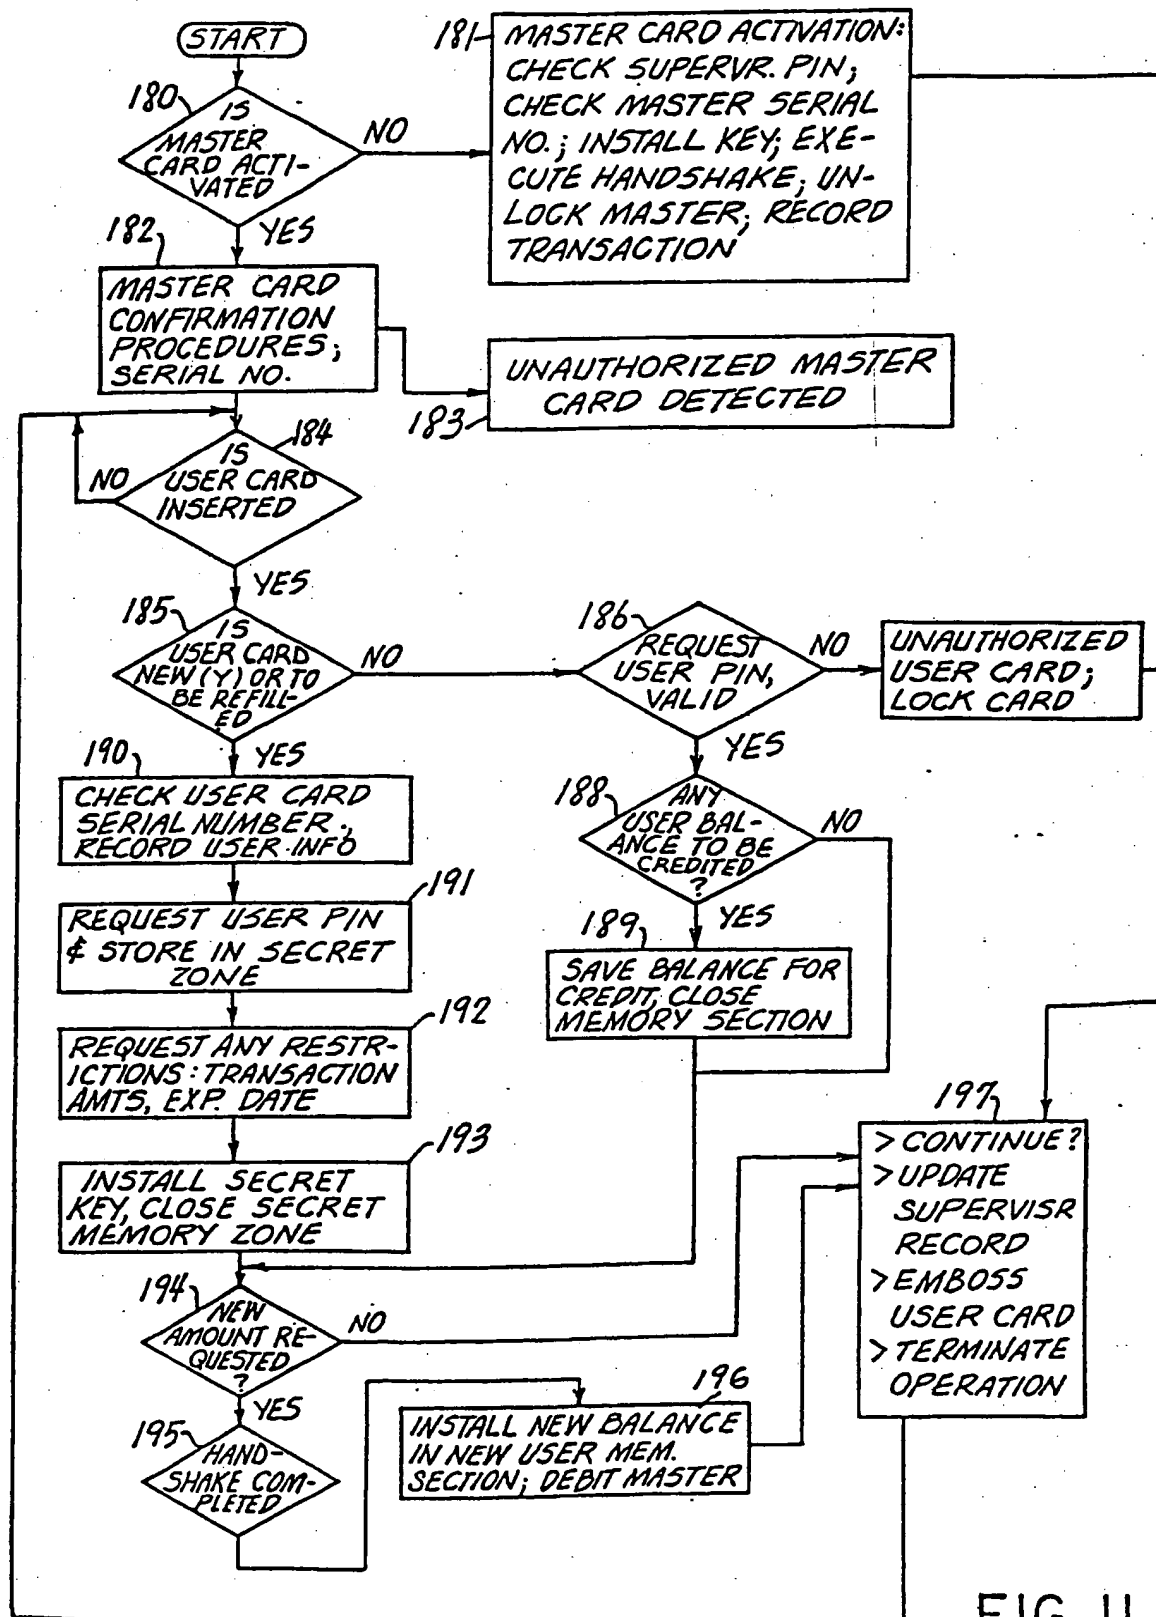 START
180
IS
MASTER
CARD ACTI-
VATED
NO
YES
181
MASTER CARD ACTIVATION:
CHECK SUPERVR. PIN;
CHECK MASTER SERIAL
NO.; INSTALL KEY; EXE-
CUTE HANDSHAKE; UN-
LOCK MASTER; RECORD
TRANSACTION
182
MASTER CARD
CONFIRMATION
PROCEDURES;
SERIAL NO.
UNAUTHORIZED MASTER
CARD DETECTED
183
184
IS
USER CARD
INSERTED
NO
YES
185
IS
USER CARD
NEW (Y) OR TO
BE REFILL-
ED
NO
YES
186
REQUEST
USER PIN,
VALID
NO
YES
UNAUTHORIZED
USER CARD;
LOCK CARD
188
ANY
USER BAL-
ANCE TO BE
CREDITED
?
NO
YES
189
SAVE BALANCE FOR
CREDIT, CLOSE
MEMORY SECTION
190
CHECK USER CARD
SERIAL NUMBER;
RECORD USER INFO
191
REQUEST USER PIN
& STORE IN SECRET
ZONE
192
REQUEST ANY RESTR-
ICTIONS: TRANSACTION
AMTS, EXP. DATE
193
INSTALL SECRET
KEY, CLOSE SECRET
MEMORY ZONE
194
NEW
AMOUNT RE-
QUESTED
?
NO
YES
195
HAND-
SHAKE COM-
PLETED
196
INSTALL NEW BALANCE
IN NEW USER MEM.
SECTION; DEBIT MASTER
197
> CONTINUE?
> UPDATE
SUPERVISR
RECORD
> EMBOSS
USER CARD
> TERMINATE
OPERATION
FIG. 11